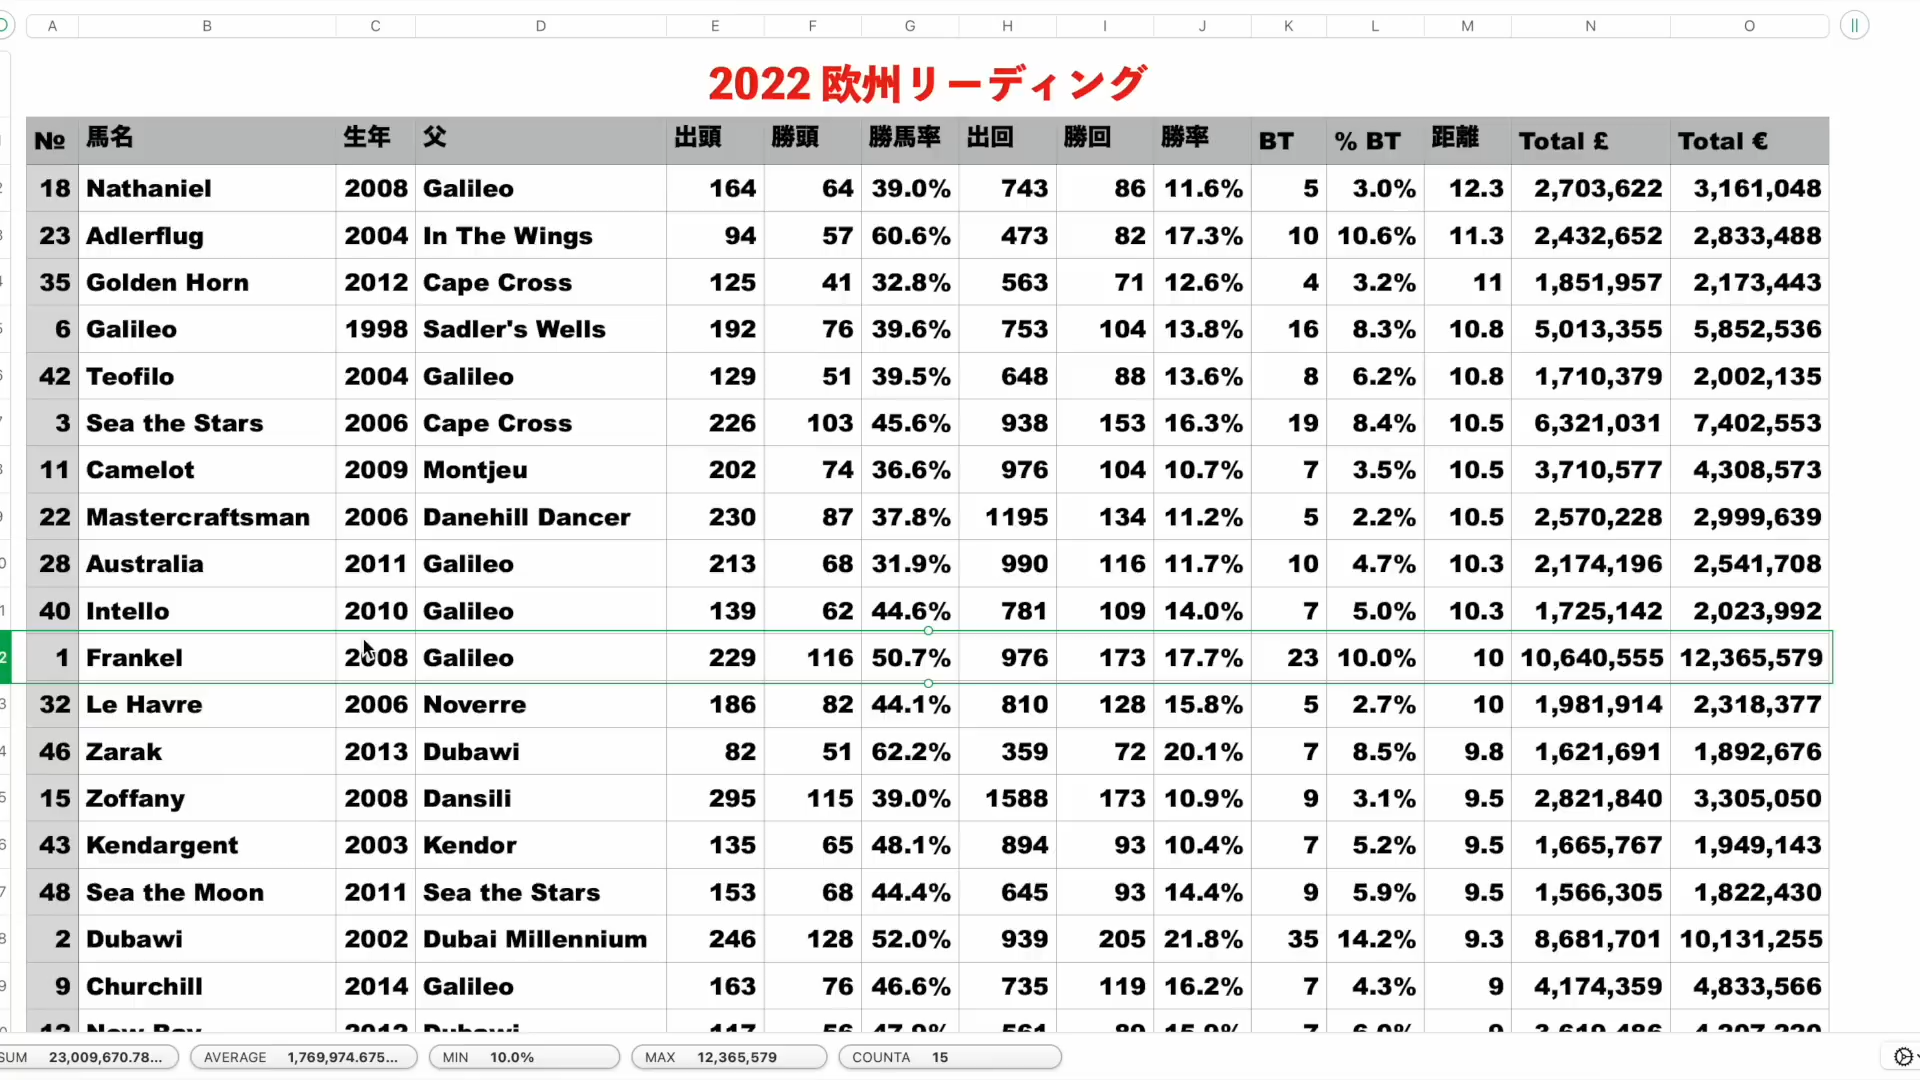 A B C D E F G H I J K L M N O
2022 欧州リーディング
№ 馬名 生年 父 出頭 勝頭 勝馬率 出回 勝回 勝率 BT % BT 距離 Total £ Total €
18 Nathaniel 2008 Galileo 164 64 39.0% 743 86 11.6% 5 3.0% 12.3 2,703,622 3,161,048
23 Adlerflug 2004 In The Wings 94 57 60.6% 473 82 17.3% 10 10.6% 11.3 2,432,652 2,833,488
35 Golden Horn 2012 Cape Cross 125 41 32.8% 563 71 12.6% 4 3.2% 11 1,851,957 2,173,443
6 Galileo 1998 Sadler's Wells 192 76 39.6% 753 104 13.8% 16 8.3% 10.8 5,013,355 5,852,536
42 Teofilo 2004 Galileo 129 51 39.5% 648 88 13.6% 8 6.2% 10.8 1,710,379 2,002,135
3 Sea the Stars 2006 Cape Cross 226 103 45.6% 938 153 16.3% 19 8.4% 10.5 6,321,031 7,402,553
11 Camelot 2009 Montjeu 202 74 36.6% 976 104 10.7% 7 3.5% 10.5 3,710,577 4,308,573
22 Mastercraftsman 2006 Danehill Dancer 230 87 37.8% 1195 134 11.2% 5 2.2% 10.5 2,570,228 2,999,639
28 Australia 2011 Galileo 213 68 31.9% 990 116 11.7% 10 4.7% 10.3 2,174,196 2,541,708
40 Intello 2010 Galileo 139 62 44.6% 781 109 14.0% 7 5.0% 10.3 1,725,142 2,023,992
1 Frankel 2008 Galileo 229 116 50.7% 976 173 17.7% 23 10.0% 10 10,640,555 12,365,579
32 Le Havre 2006 Noverre 186 82 44.1% 810 128 15.8% 5 2.7% 10 1,981,914 2,318,377
46 Zarak 2013 Dubawi 82 51 62.2% 359 72 20.1% 7 8.5% 9.8 1,621,691 1,892,676
15 Zoffany 2008 Dansili 295 115 39.0% 1588 173 10.9% 9 3.1% 9.5 2,821,840 3,305,050
43 Kendargent 2003 Kendor 135 65 48.1% 894 93 10.4% 7 5.2% 9.5 1,665,767 1,949,143
48 Sea the Moon 2011 Sea the Stars 153 68 44.4% 645 93 14.4% 9 5.9% 9.5 1,566,305 1,822,430
2 Dubawi 2002 Dubai Millennium 246 128 52.0% 939 205 21.8% 35 14.2% 9.3 8,681,701 10,131,255
9 Churchill 2014 Galileo 163 76 46.6% 735 119 16.2% 7 4.3% 9 4,174,359 4,833,566
SUM 23,009,670.78... AVERAGE 1,769,974.675... MIN 10.0% MAX 12,365,579 COUNTA 15